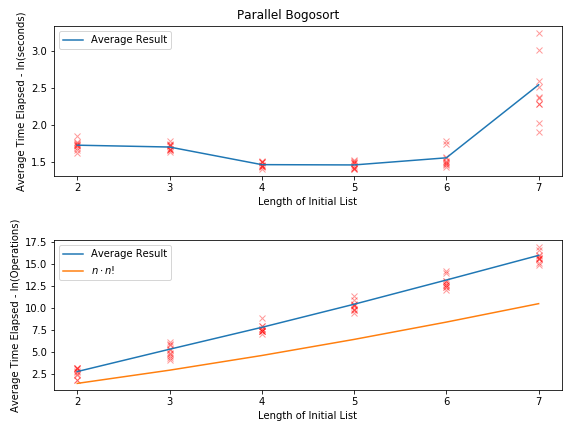 Parallel Bogosort
Average Time Elapsed - ln(seconds)
3.0
2.5
2.0
1.5
Average Result
2 3 4 5 6 7
Length of Initial List
Average Time Elapsed - ln(Operations)
17.5
15.0
12.5
10.0
7.5
5.0
2.5
Average Result
n · n!
2 3 4 5 6 7
Length of Initial List